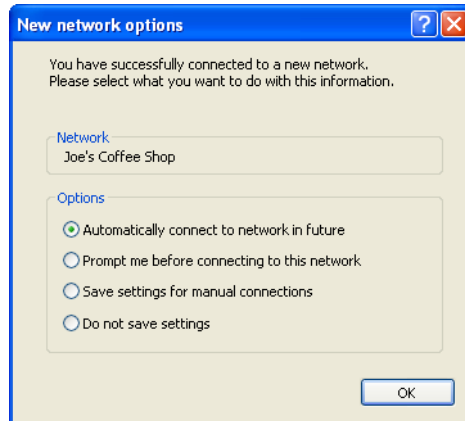 New network options
You have successfully connected to a new network.
Please select what you want to do with this information.
Network
Joe's Coffee Shop
Options
Automatically connect to network in future
Prompt me before connecting to this network
Save settings for manual connections
Do not save settings
OK